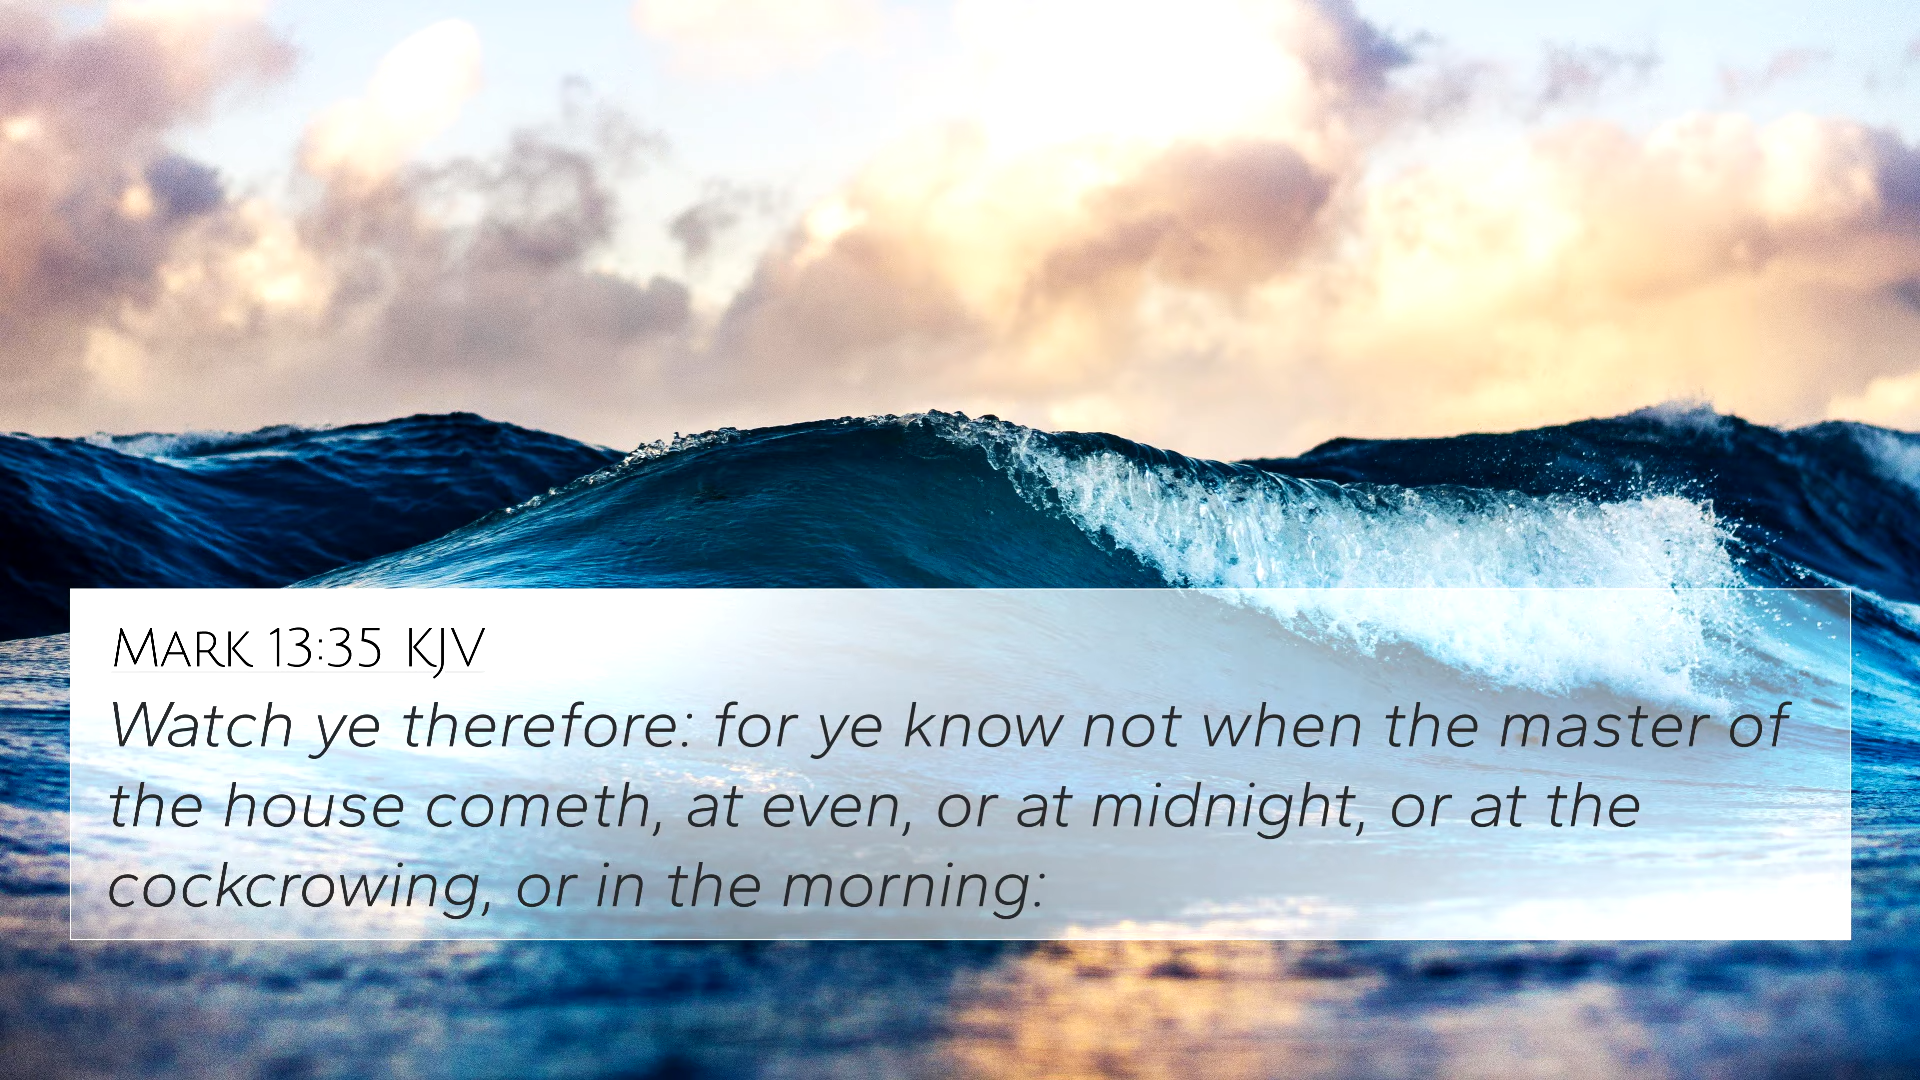 Mark 13:35 KJV
Watch ye therefore: for ye know not when the master of
the house cometh, at even, or at midnight, or at the
cockcrowing, or in the morning: